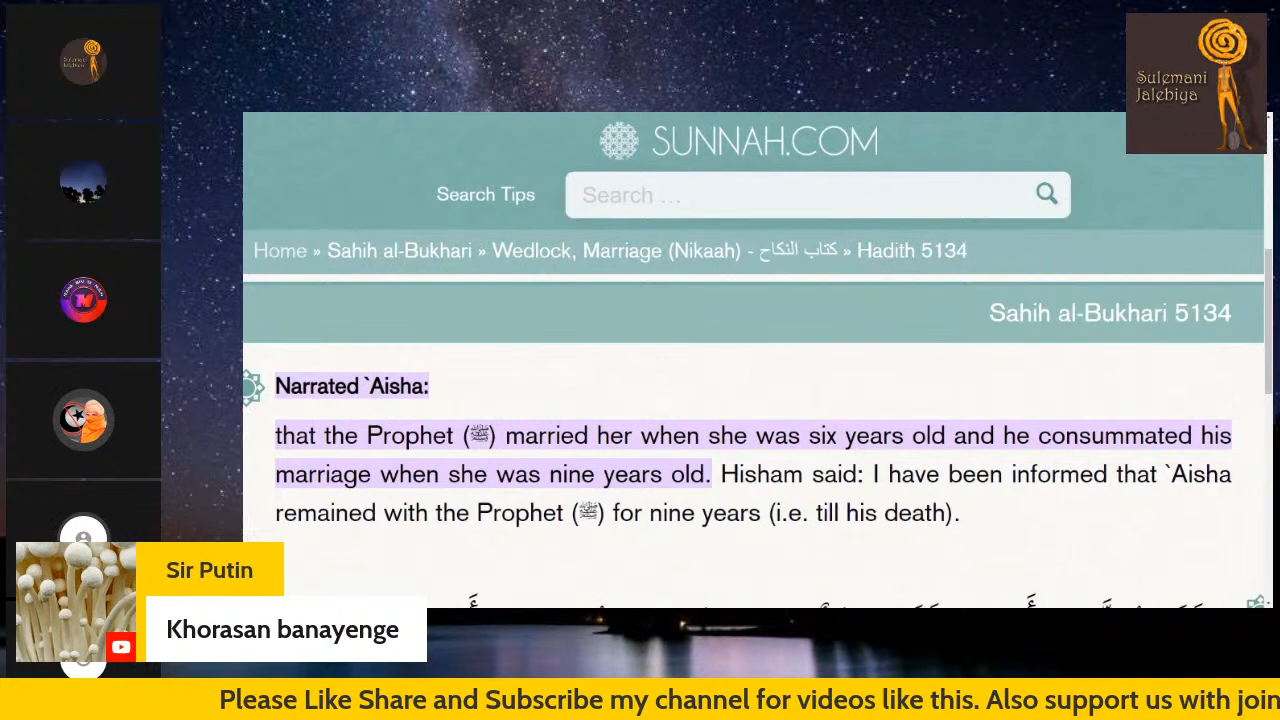 Sulemani
Jalebiya
SUNNAH.COM
Search Tips
Search ...
Home » Sahih al-Bukhari » Wedlock, Marriage (Nikaah) - كتاب النكاح » Hadith 5134
Sahih al-Bukhari 5134
Narrated `Aisha:
that the Prophet (ﷺ) married her when she was six years old and he consummated his
marriage when she was nine years old. Hisham said: I have been informed that `Aisha
remained with the Prophet (ﷺ) for nine years (i.e. till his death).
Sir Putin
Khorasan banayenge
Please Like Share and Subscribe my channel for videos like this. Also support us with join